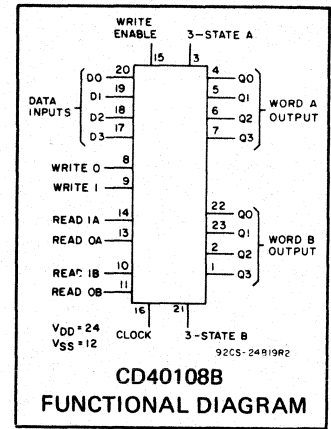 WRITE
ENABLE
3-STATE A
15
3
DATA
INPUTS
D0 20
D1 19
D2 18
D3 17
4 Q0
5 Q1
6 Q2
7 Q3
WORD A
OUTPUT
WRITE 0 8
WRITE 1 9
READ 1A 14
READ 0A 13
READ 1B 10
READ 0B 11
22 Q0
23 Q1
2 Q2
1 Q3
WORD B
OUTPUT
16
21
VDD = 24
VSS = 12
CLOCK
3-STATE B
92CS-24819R2
CD40108B
FUNCTIONAL DIAGRAM